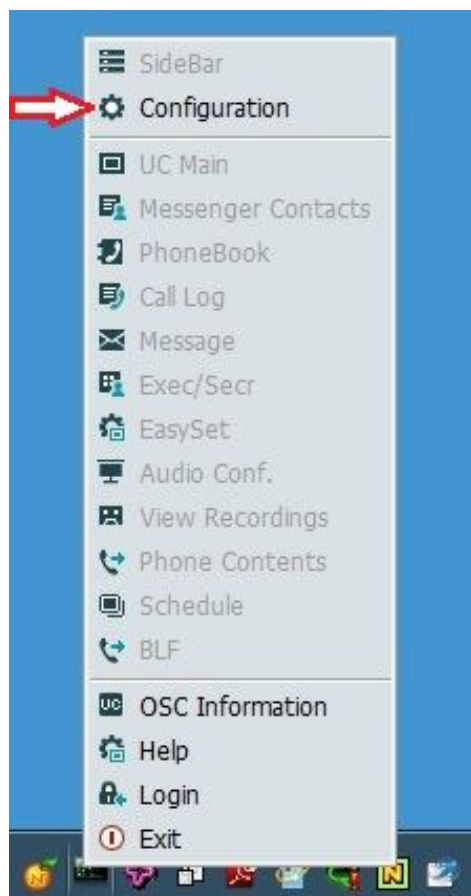 SideBar
Configuration
UC Main
Messenger Contacts
PhoneBook
Call Log
Message
Exec/Secr
EasySet
Audio Conf.
View Recordings
Phone Contents
Schedule
BLF
UC OSC Information
Help
Login
Exit
N